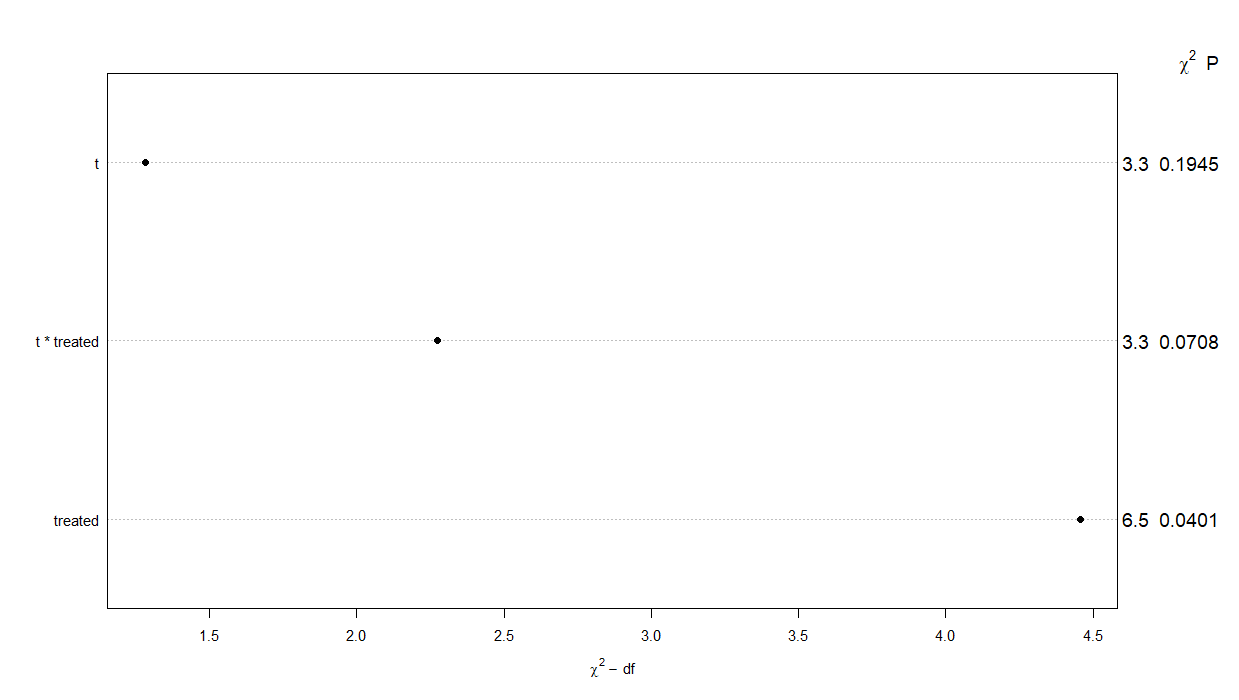 χ² P
t 3.3 0.1945
t * treated 3.3 0.0708
treated 6.5 0.0401
1.5 2.0 2.5 3.0 3.5 4.0 4.5
χ² − df